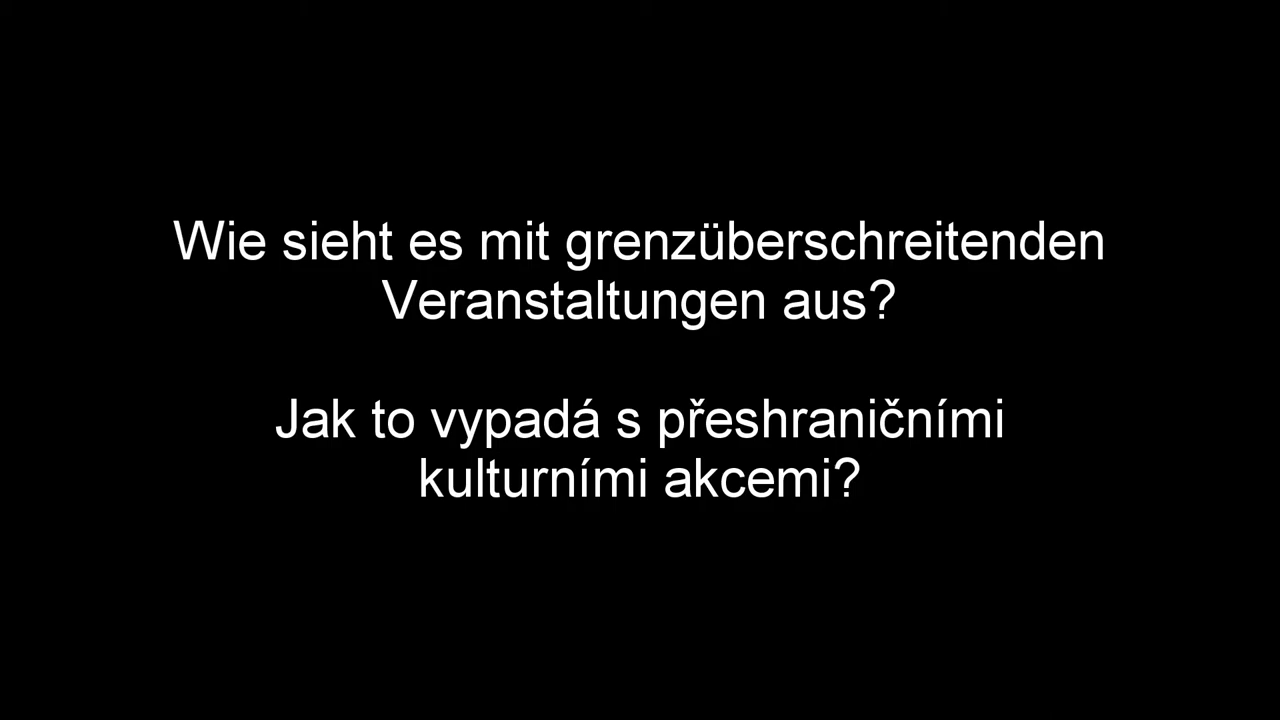 Wie sieht es mit grenzüberschreitenden
Veranstaltungen aus?
Jak to vypadá s přeshraničními
kulturními akcemi?